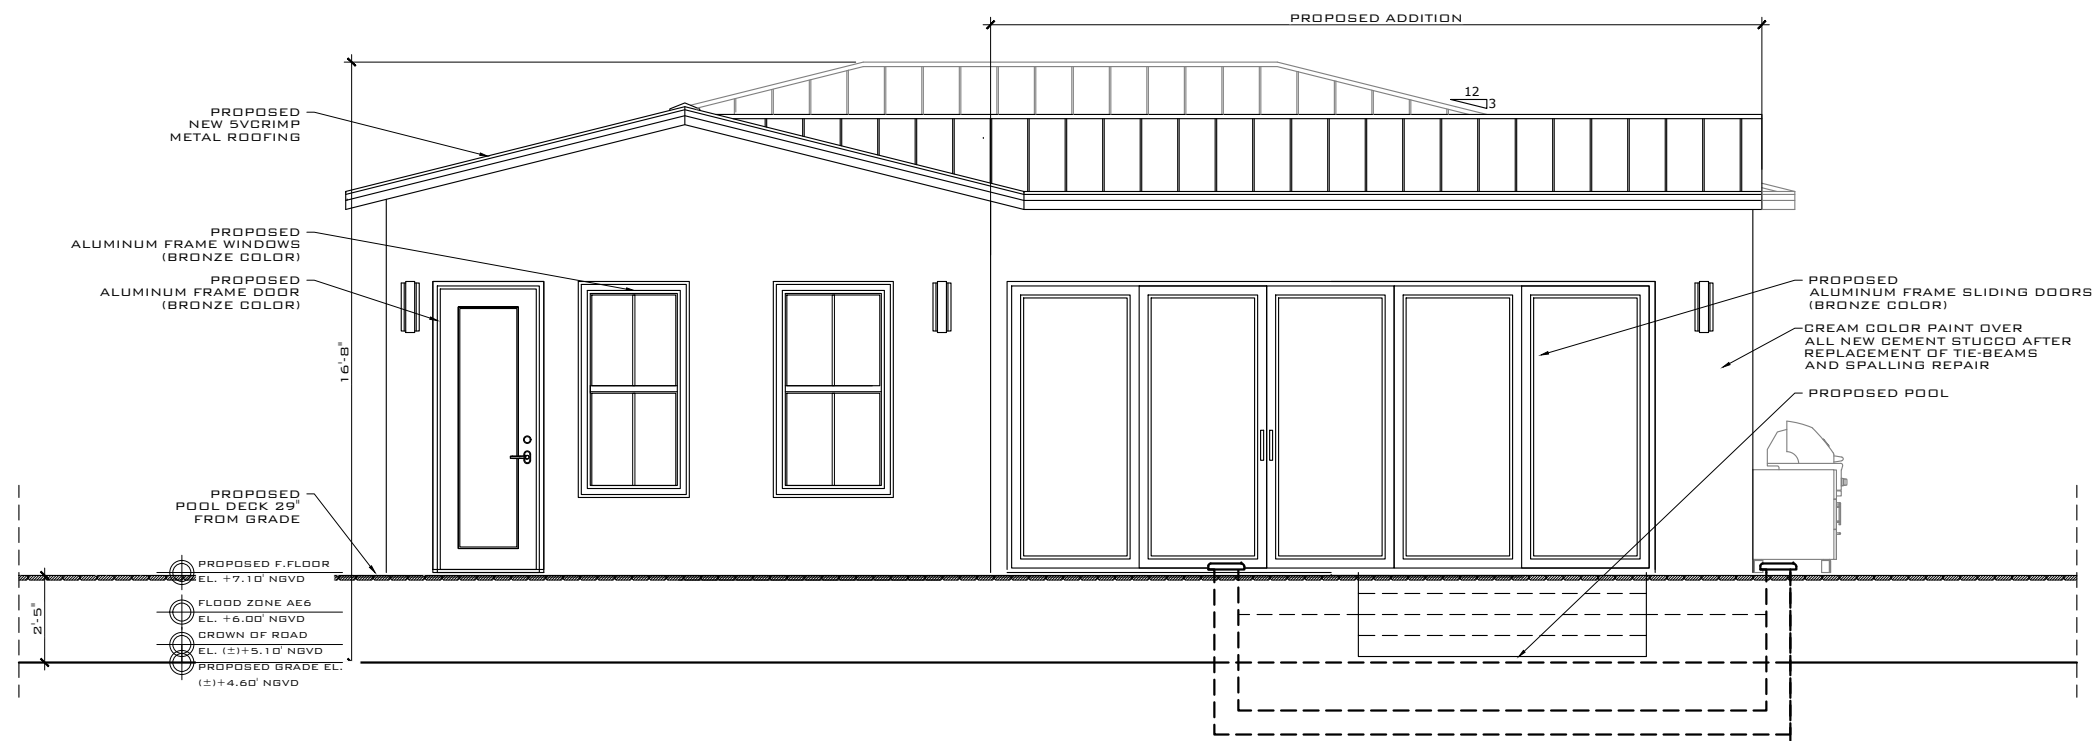 PROPOSED ADDITION
12
3
PROPOSED
NEW 5VCRIMP
METAL ROOFING
PROPOSED
ALUMINUM FRAME WINDOWS
(BRONZE COLOR)
PROPOSED
ALUMINUM FRAME DOOR
(BRONZE COLOR)
16'-8"
PROPOSED
ALUMINUM FRAME SLIDING DOORS
(BRONZE COLOR)
CREAM COLOR PAINT OVER
ALL NEW CEMENT STUCCO AFTER
REPLACEMENT OF TIE-BEAMS
AND SPALLING REPAIR
PROPOSED POOL
PROPOSED
POOL DECK 29"
FROM GRADE
PROPOSED F.FLOOR
EL. +7.10' NGVD
FLOOD ZONE AE6
EL. +6.00' NGVD
CROWN OF ROAD
EL. (±)+5.10' NGVD
PROPOSED GRADE EL.
(±)+4.60' NGVD
2'-5"